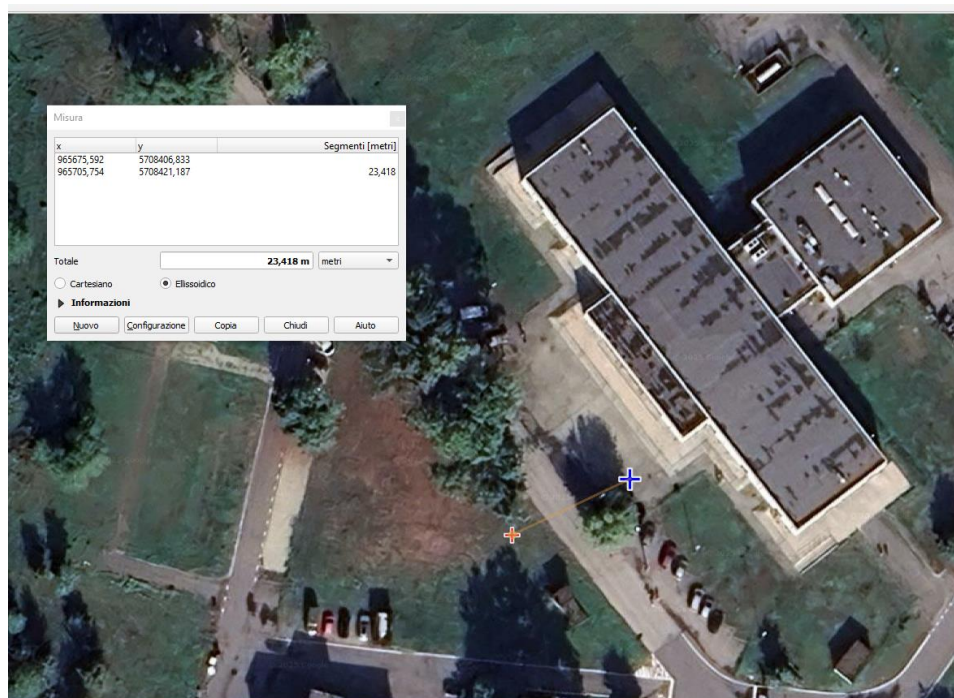 Misura
x y Segmenti [metri]
965675,592 5708406,833
965705,754 5708421,187 23,418
Totale 23,418 m metri
Cartesiano Ellissoidico
Informazioni
Nuovo Configurazione Copia Chiudi Aiuto